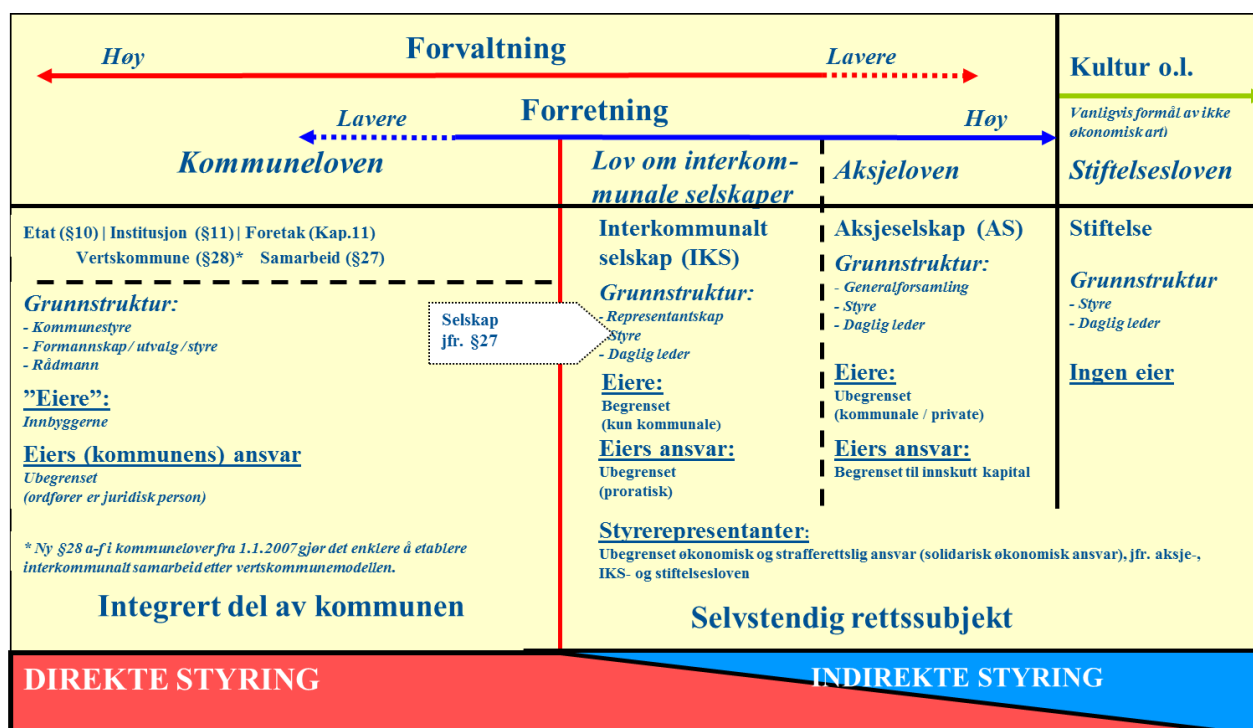 Forvaltning
Høy
Lavere
Forretning
Lavere
Høy
Kultur o.l.
Vanligvis formål av ikke
økonomisk art)
Kommuneloven
Lov om interkom-
munale selskaper
Aksjeloven
Stiftelsesloven
Etat (§10) | Institusjon (§11) | Foretak (Kap.11)
Vertskommune (§28)* Samarbeid (§27)
Grunnstruktur:
- Kommunestyre
- Formannskap / utvalg / styre
- Rådmann
”Eiere”:
Innbyggerne
Eiers (kommunens) ansvar
Ubegrenset
(ordfører er juridisk person)
* Ny §28 a-f i kommunelover fra 1.1.2007 gjør det enklere å etablere
interkommunalt samarbeid etter vertskommunemodellen.
Integrert del av kommunen
Selskap
jfr. §27
Interkommunalt
selskap (IKS)
Grunnstruktur:
- Representantskap
- Styre
- Daglig leder
Eiere:
Begrenset
(kun kommunale)
Eiers ansvar:
Ubegrenset
(proratisk)
Aksjeselskap (AS)
Grunnstruktur:
- Generalforsamling
- Styre
- Daglig leder
Eiere:
Ubegrenset
(kommunale / private)
Eiers ansvar:
Begrenset til innskutt kapital
Stiftelse
Grunnstruktur
- Styre
- Daglig leder
Ingen eier
Styrerepresentanter:
Ubegrenset økonomisk og strafferettslig ansvar (solidarisk økonomisk ansvar), jfr. aksje-,
IKS- og stiftelsesloven
Selvstendig rettssubjekt
DIREKTE STYRING
INDIREKTE STYRING